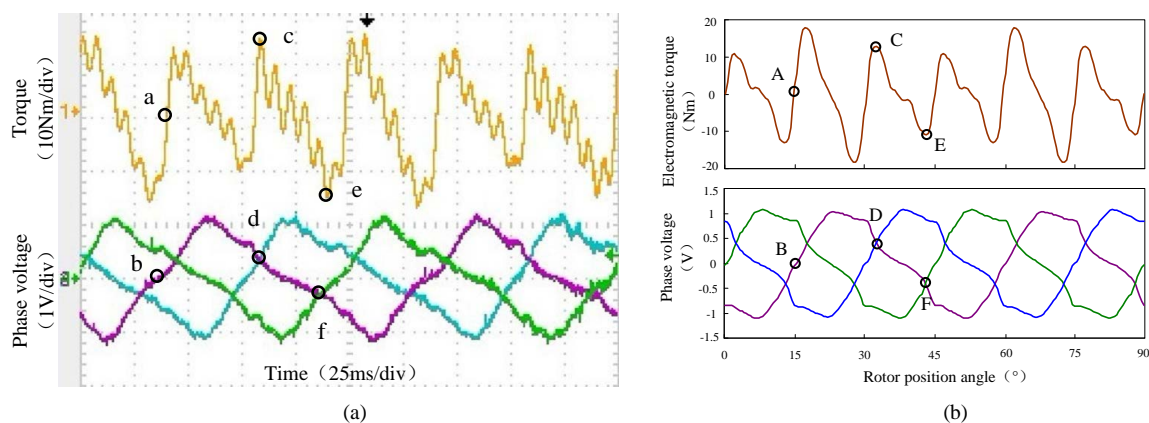 Torque
（10Nm/div）
Phase voltage
（1V/div）
1
a
c
e
b
d
f
Time（25ms/div）
(a)
Electromagnetic torque
（Nm）
20
10
0
-10
-20
A
C
E
Phase voltage
（V）
1.5
1
0.5
0
-0.5
-1
-1.5
B
D
F
0 15 30 45 60 75 90
Rotor position angle（°）
(b)